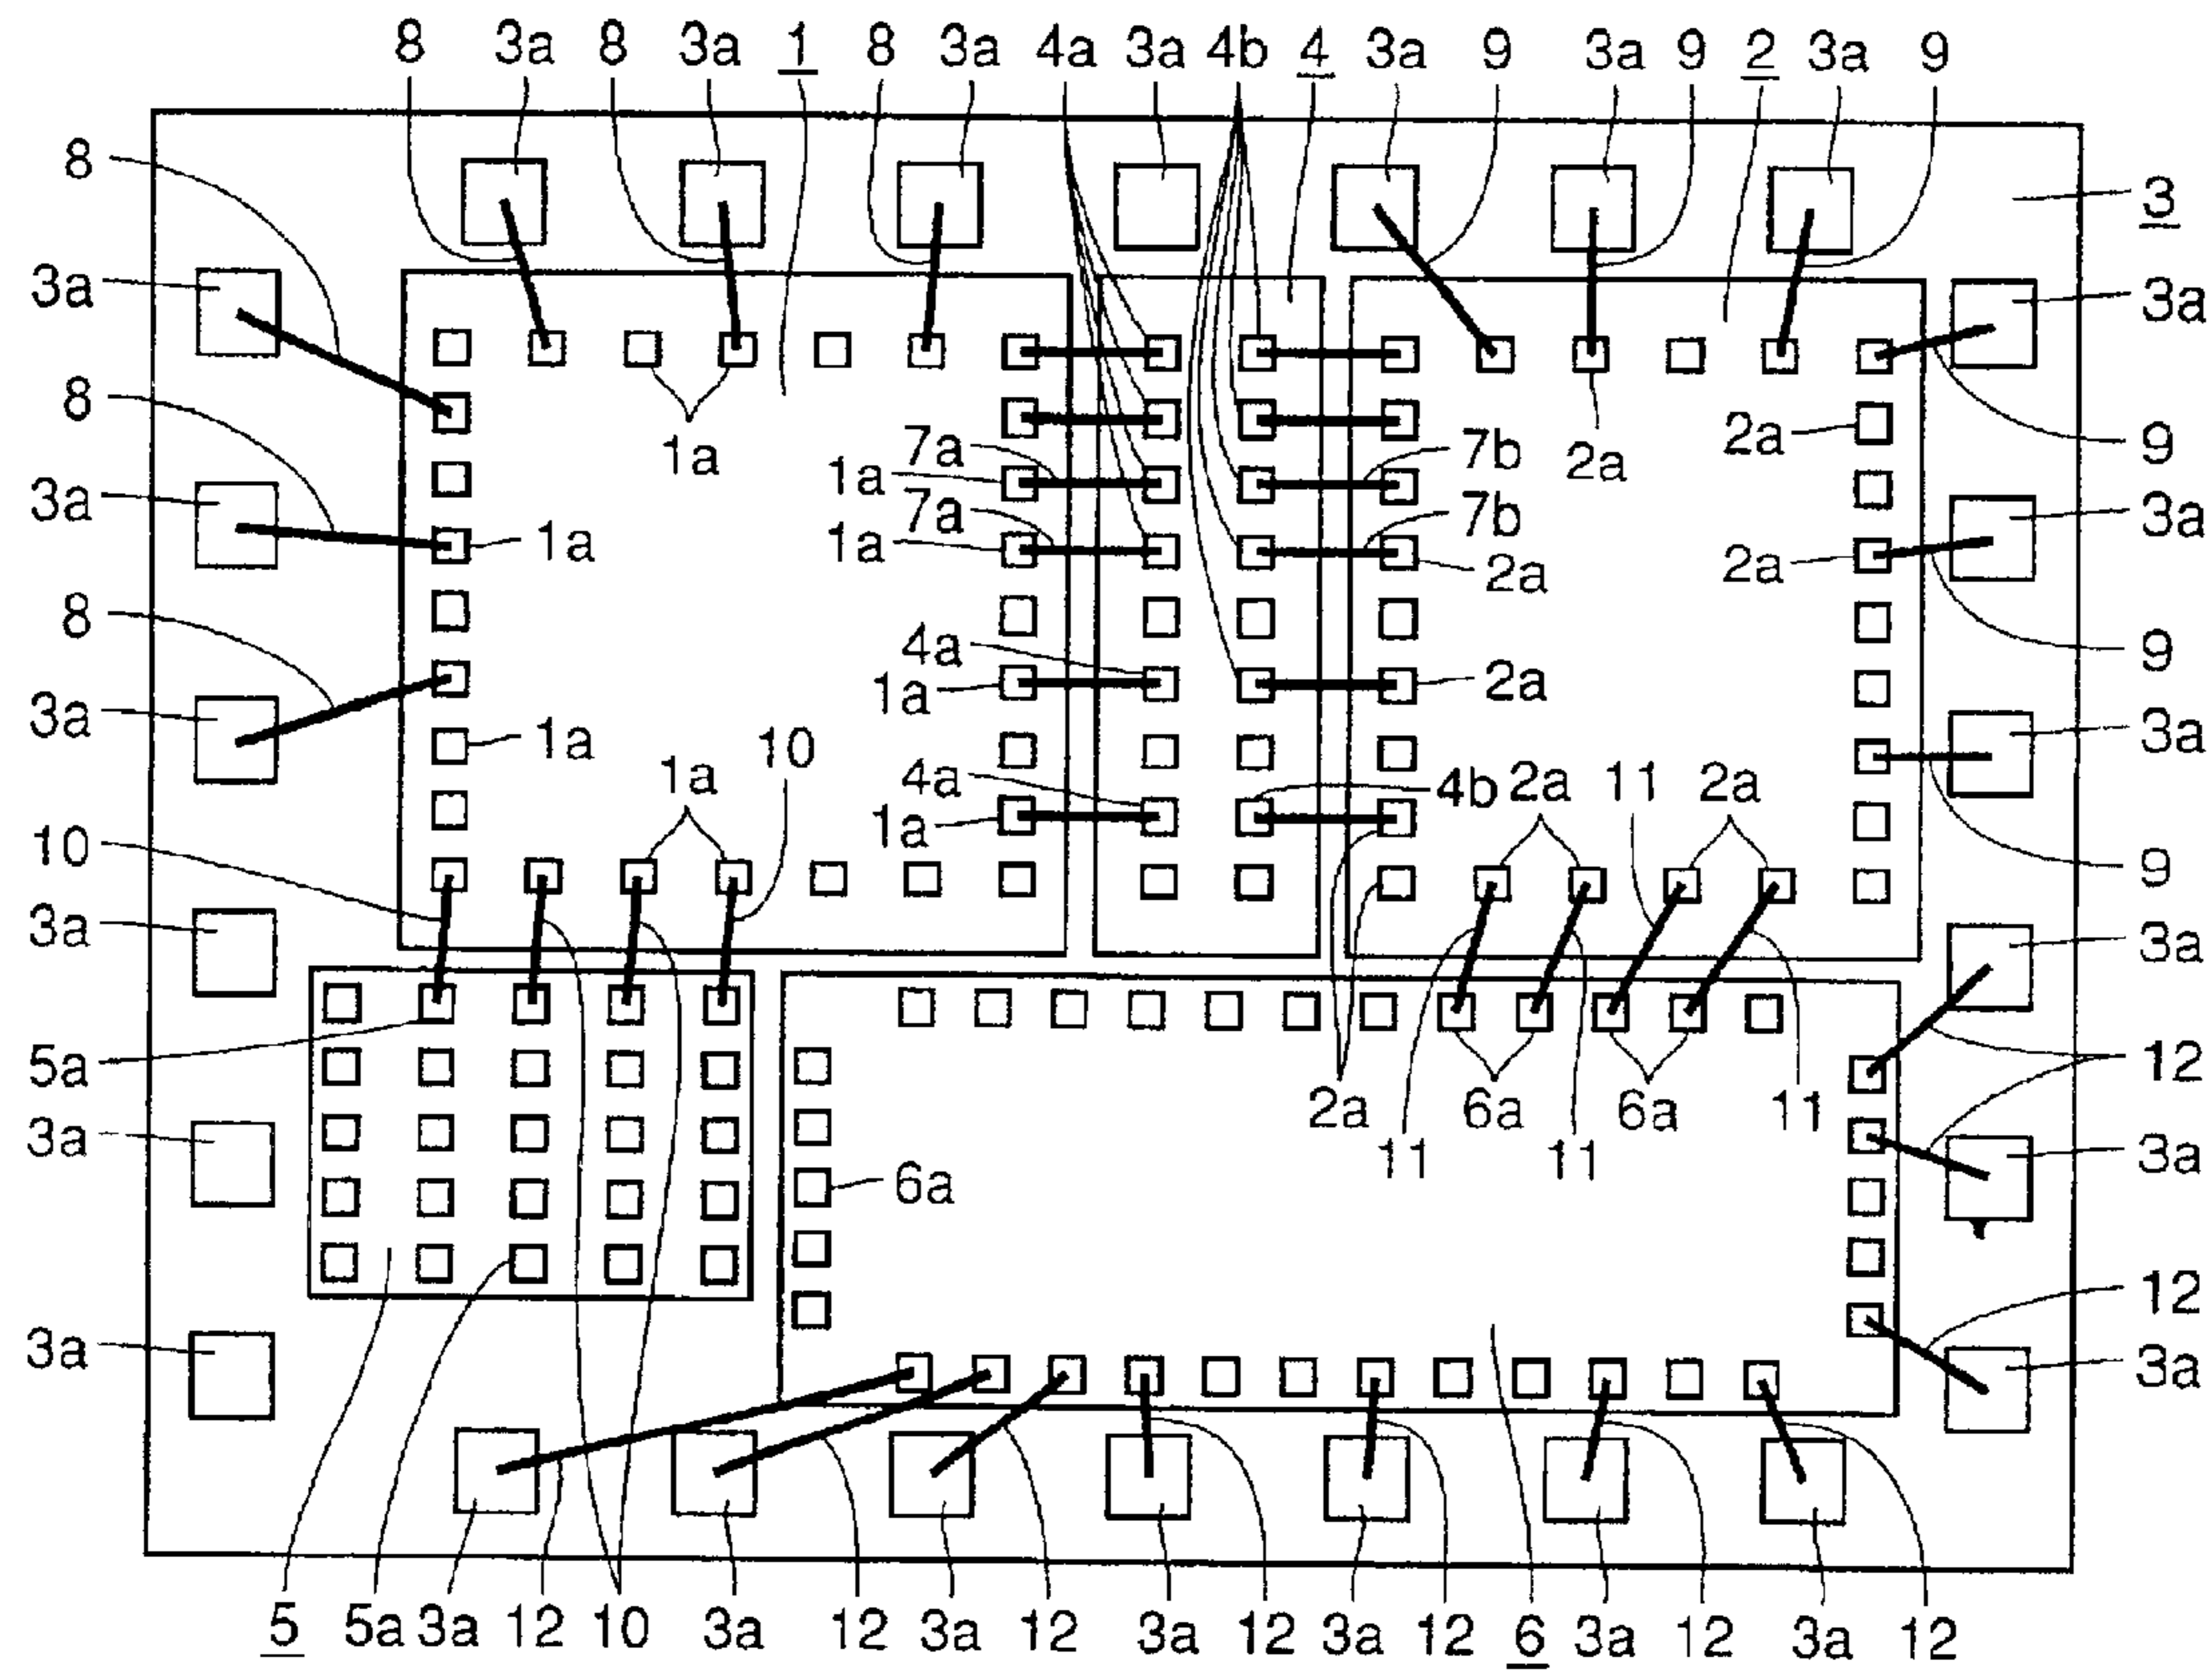 8 3a 8 3a 1 8 3a 4a 3a 4b 4 3a 9 3a 9 2 3a 9
8
3
3a 3a
8 1a 7a 1a 7b 2a 2a 9
3a 7a 1a 7b 3a
1a 2a 2a
8 4a 1a 2a 9
3a 1a 1a 10 3a
4a 1a 4b 2a 11 2a
10 9
3a 3a
5a 2a 6a 6a 11 12
3a 11 11 3a
6a
12
3a 3a
5 5a 3a 12 10 3a 12 3a 12 3a 12 3a 12 6 3a 12 3a 12